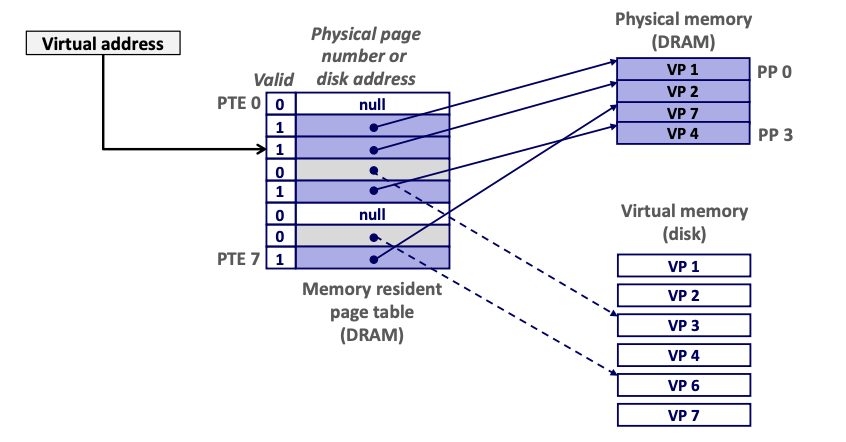 Virtual address
Physical page
number or
disk address
Valid
PTE 0
0
null
1
1
0
1
0
null
0
PTE 7
1
Memory resident
page table
(DRAM)
Physical memory
(DRAM)
VP 1
PP 0
VP 2
VP 7
VP 4
PP 3
Virtual memory
(disk)
VP 1
VP 2
VP 3
VP 4
VP 6
VP 7